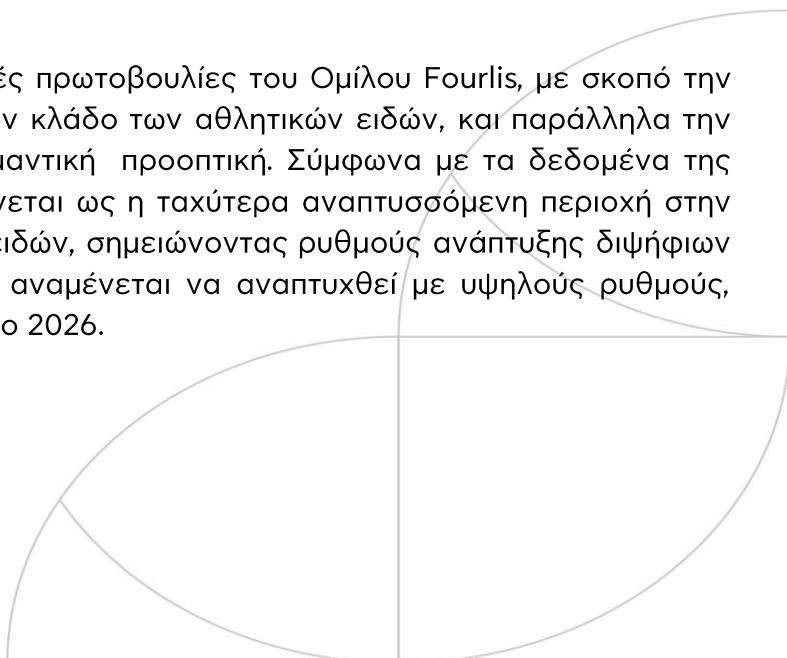 ές πρωτοβουλίες του Ομίλου Fourlis, με σκοπό την
ον κλάδο των αθλητικών ειδών, και παράλληλα την
μαντική προοπτική. Σύμφωνα με τα δεδομένα της
νεται ως η ταχύτερα αναπτυσσόμενη περιοχή στην
ειδών, σημειώνοντας ρυθμούς ανάπτυξης διψήφιων
αναμένεται να αναπτυχθεί με υψηλούς ρυθμούς,
ο 2026.